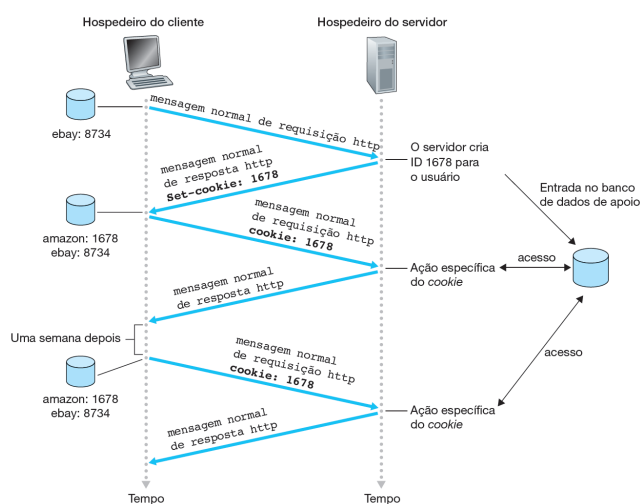 Hospedeiro do cliente
Hospedeiro do servidor
mensagem normal de requisição http
ebay: 8734
O servidor cria
ID 1678 para
o usuário
mensagem normal
de resposta http
Set-cookie: 1678
Entrada no banco
de dados de apoio
amazon: 1678
ebay: 8734
mensagem normal
de requisição http
cookie: 1678
acesso
Ação específica
do cookie
mensagem normal
de resposta http
Uma semana depois
acesso
amazon: 1678
ebay: 8734
mensagem normal
de requisição http
cookie: 1678
Ação específica
do cookie
mensagem normal
de resposta http
Tempo
Tempo